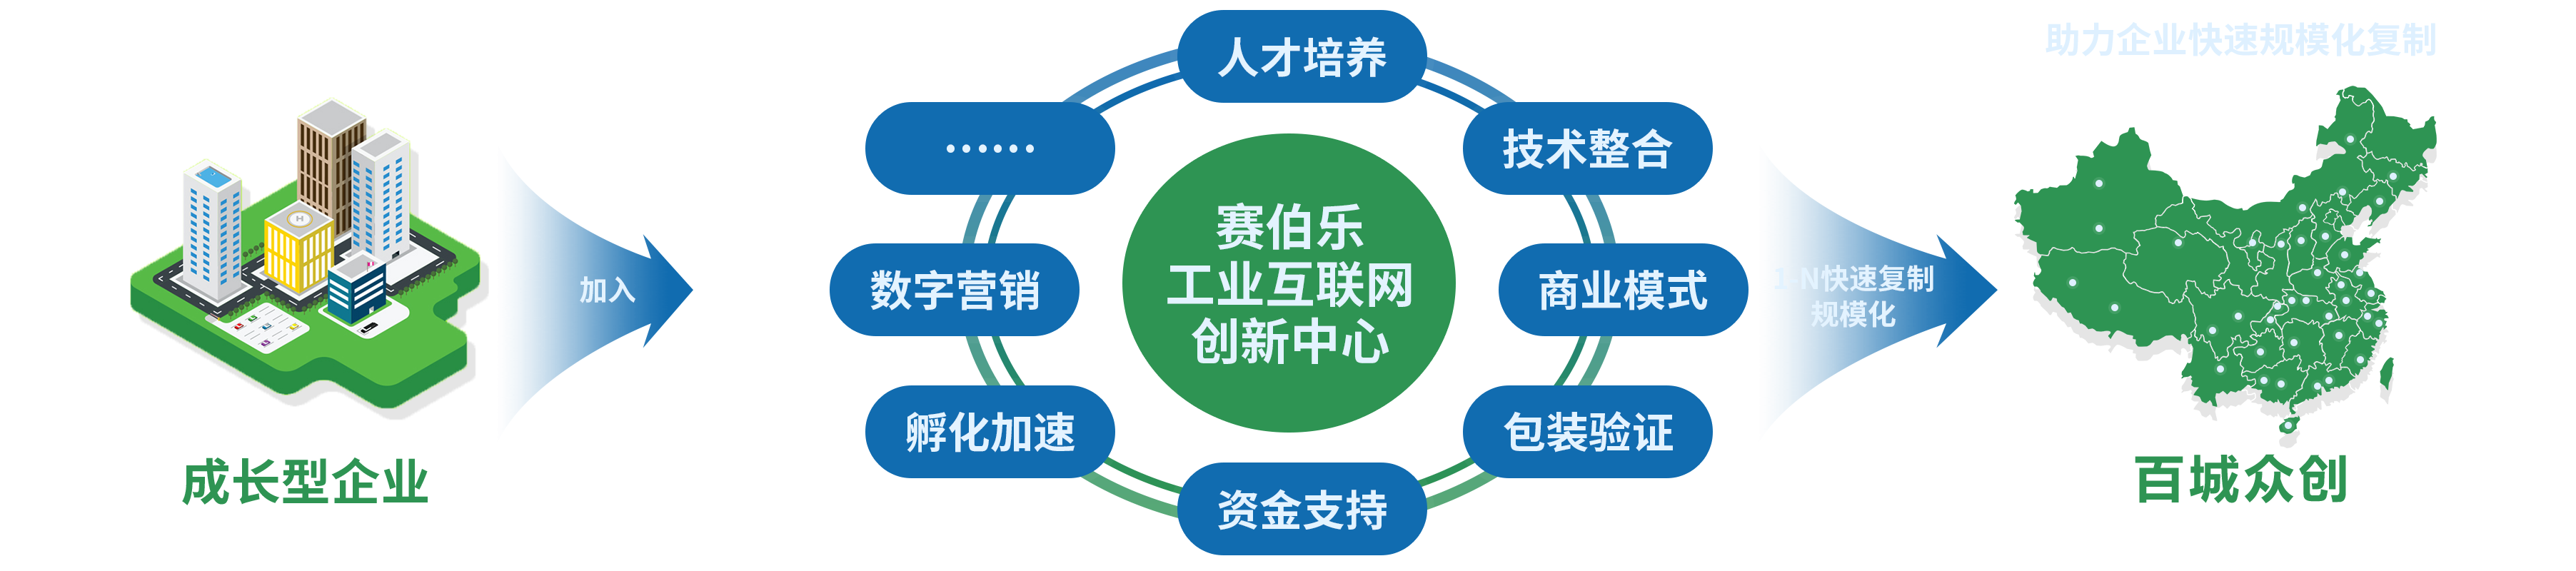 助力企业快速规模化复制
人才培养
······
技术整合
赛伯乐
工业互联网
创新中心
数字营销
商业模式
加入
1-N快速复制
规模化
孵化加速
包装验证
资金支持
成长型企业
百城众创